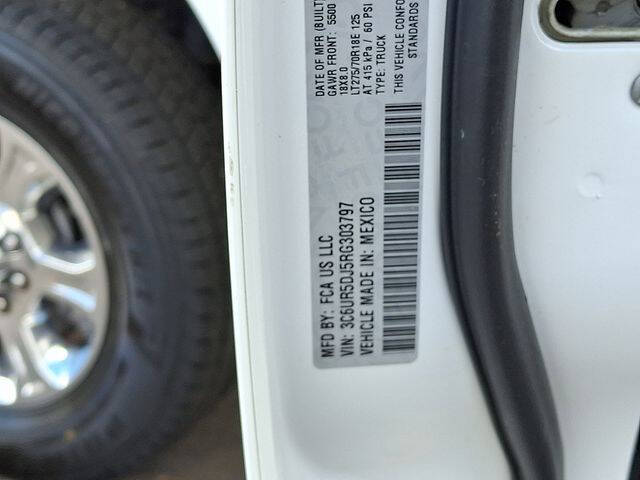 MFD BY: FCA US LLC
VIN: 3C6UR5DJ5RG303797
VEHICLE MADE IN: MEXICO
DATE OF MFR (BUILT
GAWR FRONT: 5500
18X8.0
LT275/70R18E 125
AT 415 kPa / 60 PSI
TYPE: TRUCK
THIS VEHICLE CONFO
STANDARDS